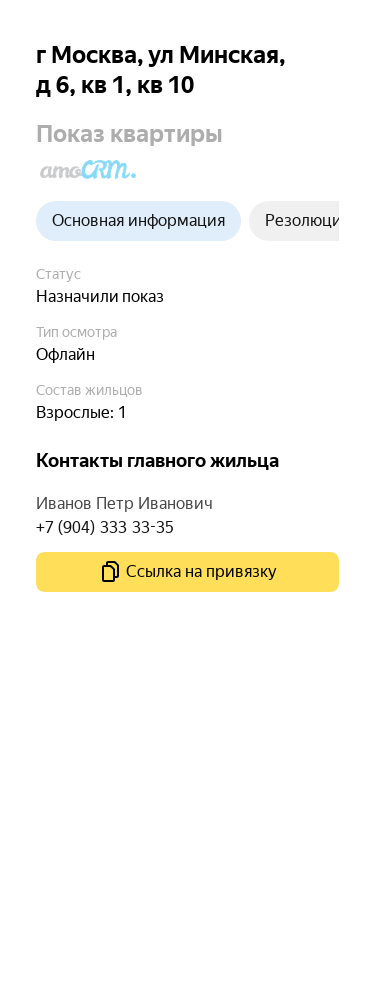 г Москва, ул Минская,
д 6, кв 1, кв 10
Показ квартиры
amoCRM.
Основная информация
Резолюци
Статус
Назначили показ
Тип осмотра
Офлайн
Состав жильцов
Взрослые: 1
Контакты главного жильца
Иванов Петр Иванович
+7 (904) 333 33-35
Ссылка на привязку